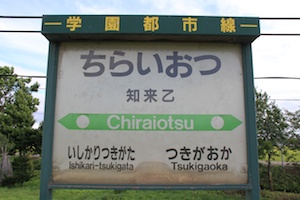 学園都市線
ちらいおつ
知来乙
Chiraiotsu
いしかりつきがた つきがおか
Ishikari-tsukigata Tsukigaoka